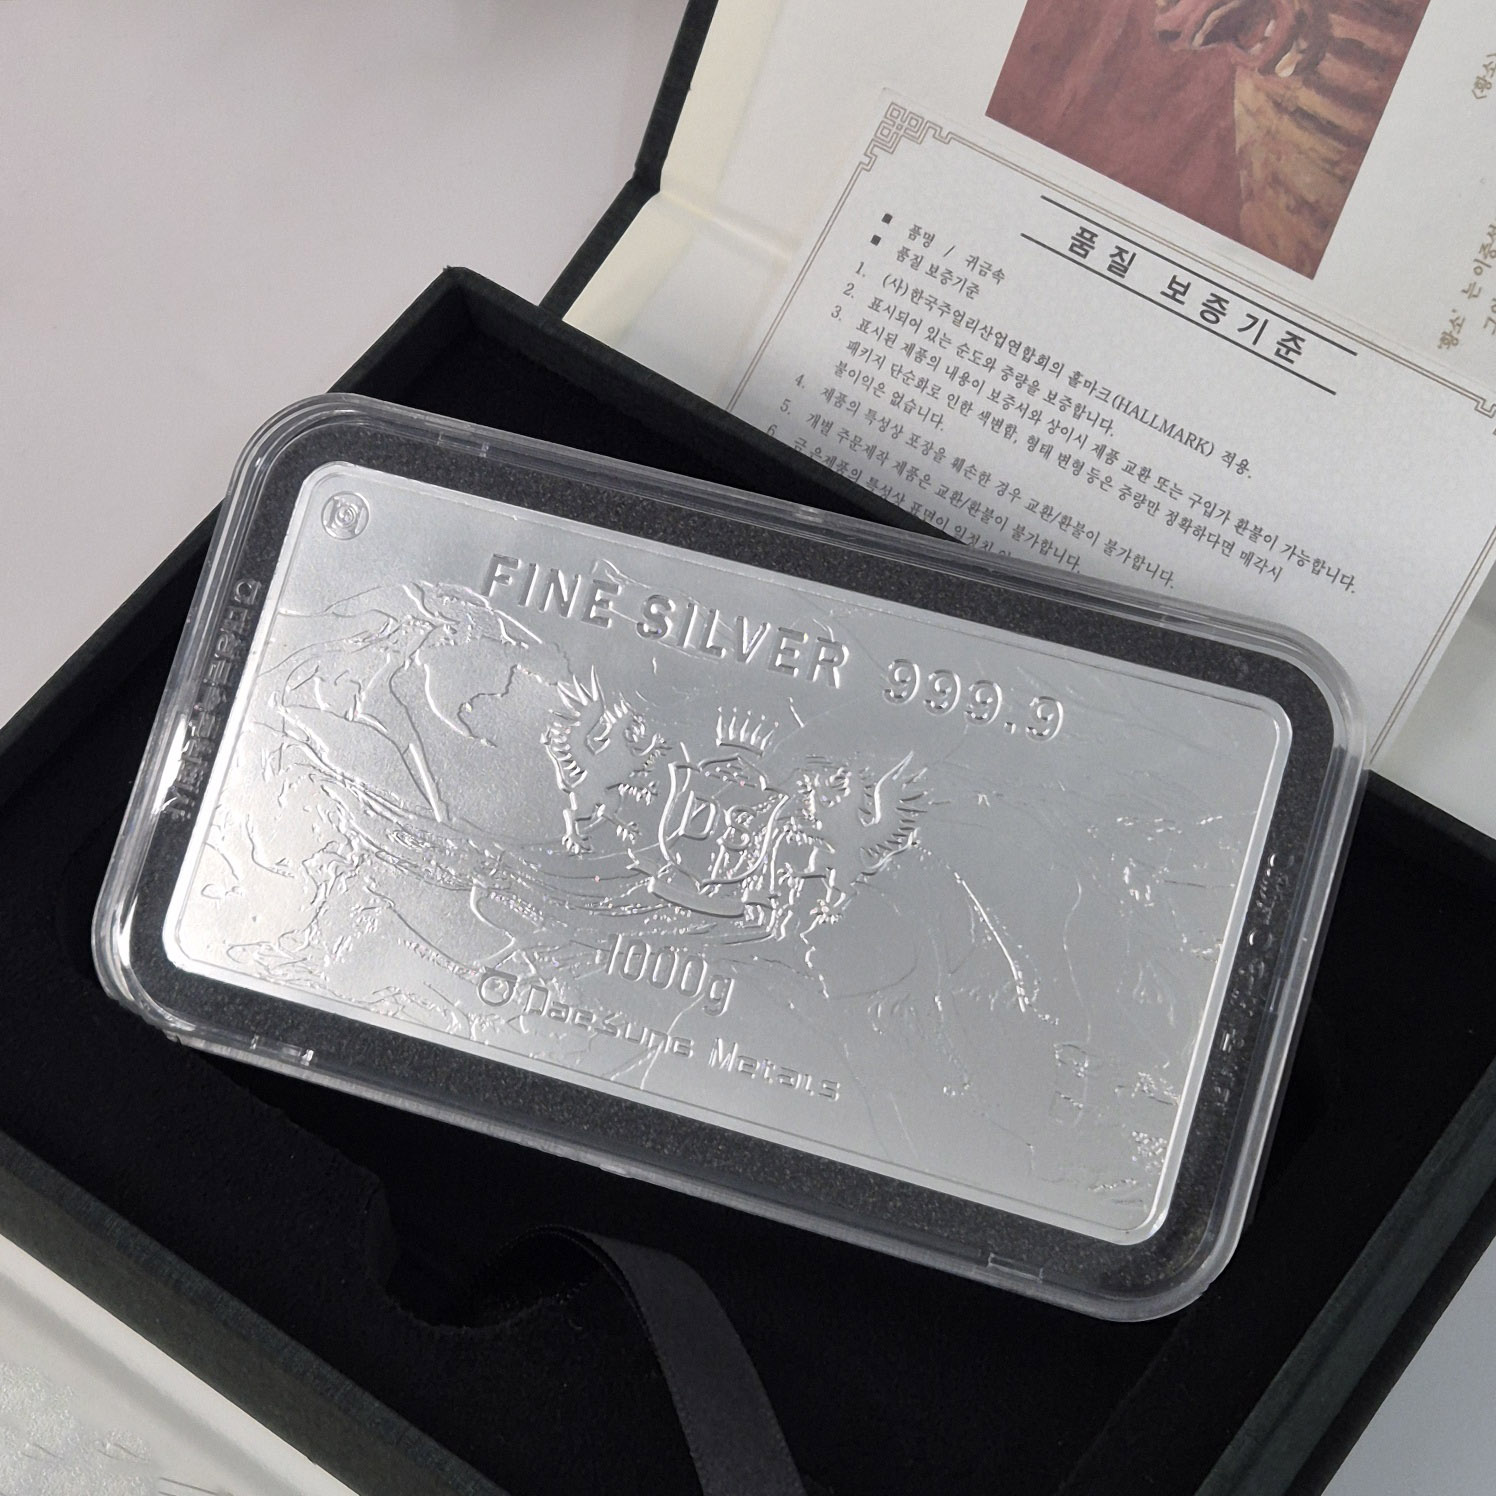 품질 보증기준
■ 품명 / 귀금속
■ 품질 보증기준
1. (사)한국주얼리산업연합회의 홀마크(HALLMARK) 적용.
2. 표시되어 있는 순도와 중량을 보증합니다.
3. 표시된 제품의 내용이 보증서와 상이시 제품 교환 또는 구입가 환불이 가능합니다.
패키지 단순화로 인한 색변함, 형태 변형등은 중량만 정확하다면 매각시
불이익은 없습니다.
4. 제품의 특성상 포장을 훼손한 경우 교환/환불이 불가합니다.
5. 개별 주문제작 제품은 교환/환불이 불가합니다.
6.
특성상 표면이
FINE SILVER 999.9
DS
1000g
DaeSung Metals